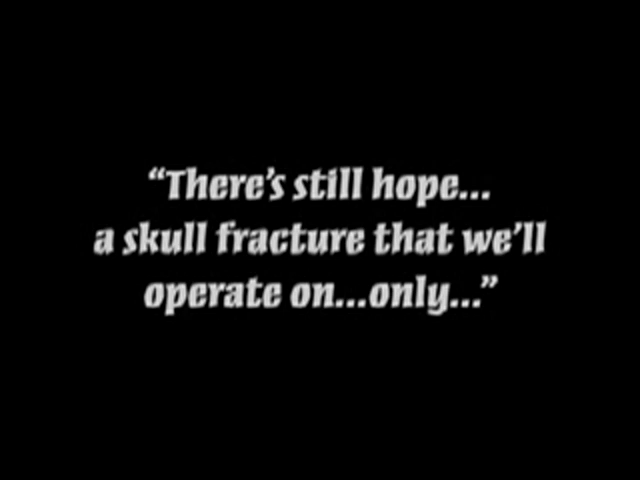 “There’s still hope...
a skull fracture that we’ll
operate on...only...”